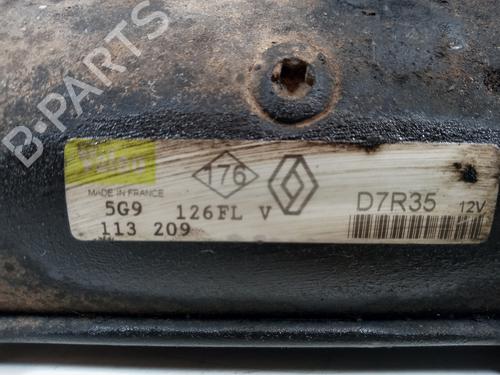 B-PARTS
Valeo
176
MADE IN FRANCE
5G9 126FL V
113 209
D7R35
12V